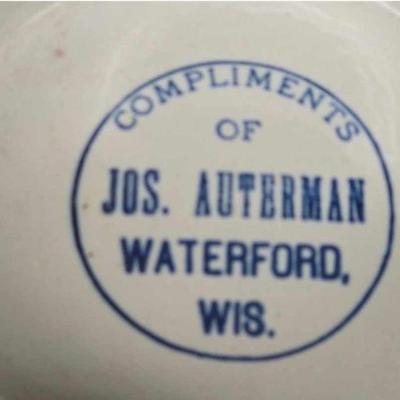 COMPLIMENTS
OF
JOS. AUTERMAN
WATERFORD,
WIS.